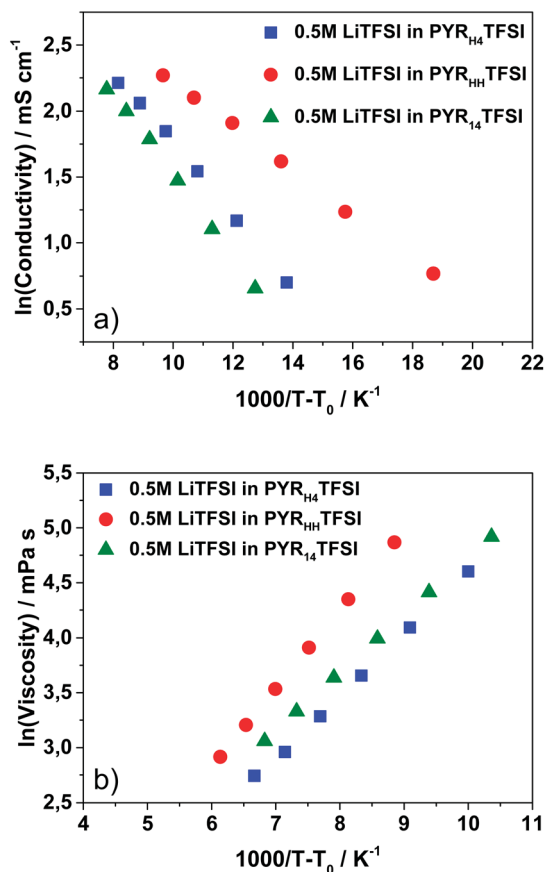 2,5
2,0
1,5
1,0
0,5
ln(Conductivity) / mS cm-1
0.5M LiTFSI in PYRH4TFSI
0.5M LiTFSI in PYRHHTFSI
0.5M LiTFSI in PYR14TFSI
a)
8 10 12 14 16 18 20 22
1000/T-T0 / K-1
5,5
5,0
4,5
4,0
3,5
3,0
2,5
ln(Viscosity) / mPa s
0.5M LiTFSI in PYRH4TFSI
0.5M LiTFSI in PYRHHTFSI
0.5M LiTFSI in PYR14TFSI
b)
4 5 6 7 8 9 10 11
1000/T-T0 / K-1